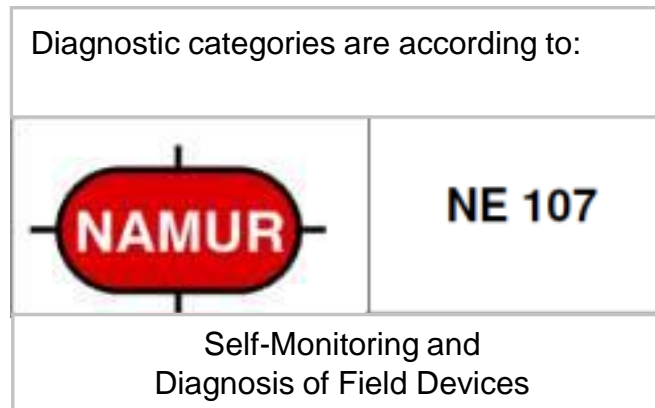 Diagnostic categories are according to:
NAMUR
NE 107
Self-Monitoring and
Diagnosis of Field Devices